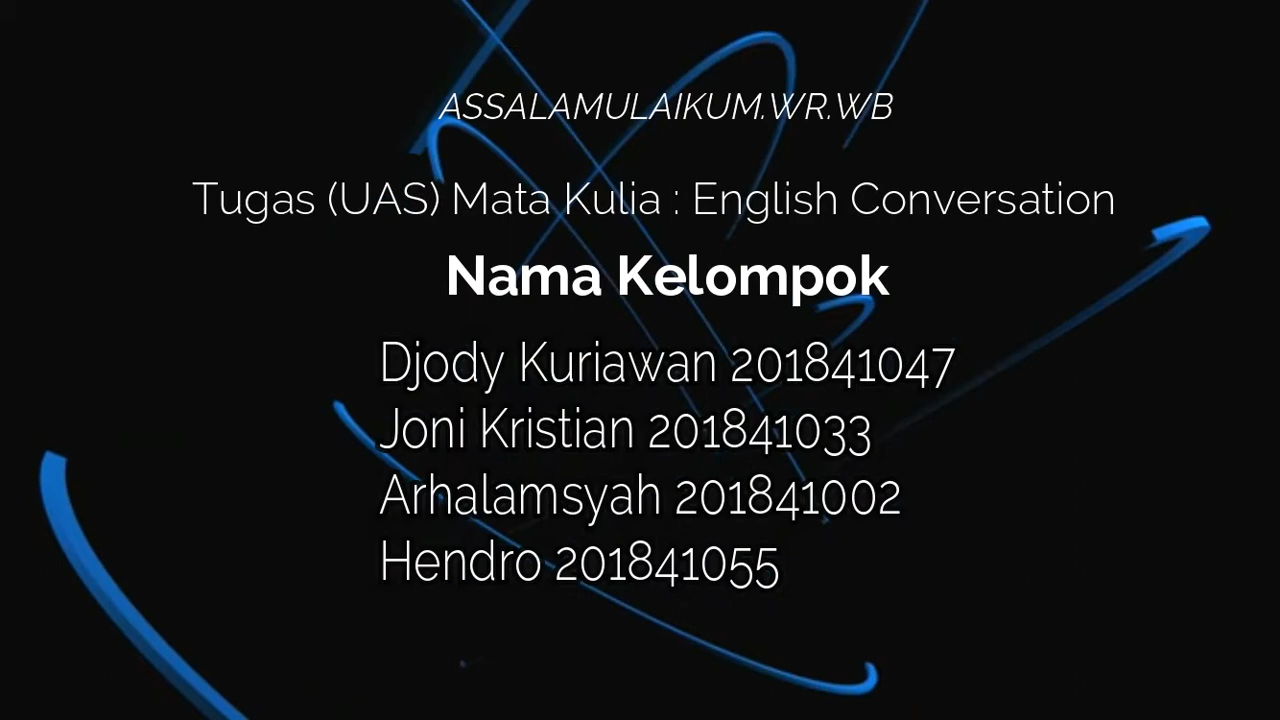 ASSALAMULAIKUM.WR.WB
Tugas (UAS) Mata Kulia : English Conversation
Nama Kelompok
Djody Kuriawan 201841047
Joni Kristian 201841033
Arhalamsyah 201841002
Hendro 201841055